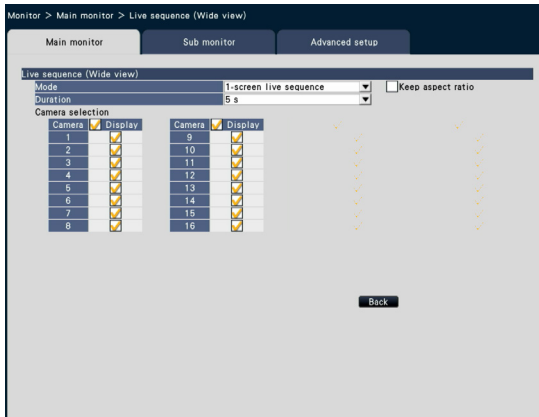 Monitor > Main monitor > Live sequence (Wide view)
Main monitor Sub monitor Advanced setup
Live sequence (Wide view)
Mode 1-screen live sequence Keep aspect ratio
Duration 5 s
Camera selection
Camera Display Camera Display
1 9
2 10
3 11
4 12
5 13
6 14
7 15
8 16
Back